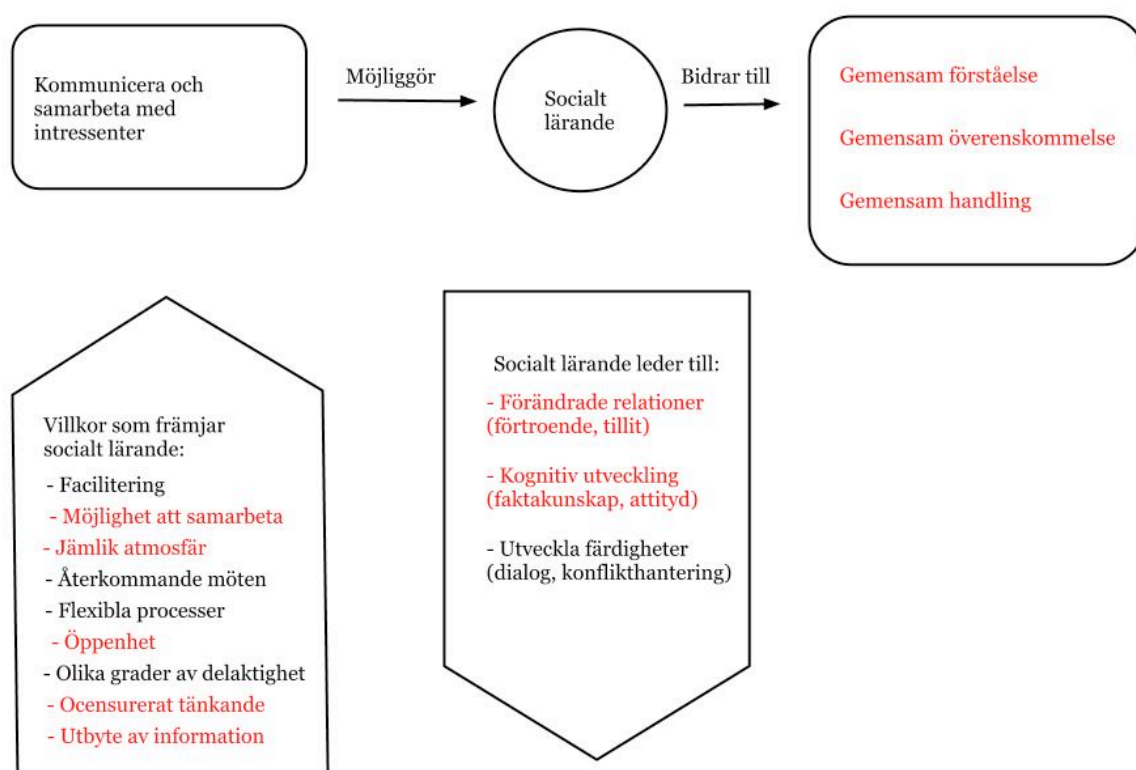 Kommunicera och
samarbeta med
intressenter
Möjliggör
Socialt
lärande
Bidrar till
Gemensam förståelse
Gemensam överenskommelse
Gemensam handling
Villkor som främjar
socialt lärande:
- Facilitering
- Möjlighet att samarbeta
- Jämlik atmosfär
- Återkommande möten
- Flexibla processer
- Öppenhet
- Olika grader av delaktighet
- Ocensurerat tänkande
- Utbyte av information
Socialt lärande leder till:
- Förändrade relationer
(förtroende, tillit)
- Kognitiv utveckling
(faktakunskap, attityd)
- Utveckla färdigheter
(dialog, konflikthantering)